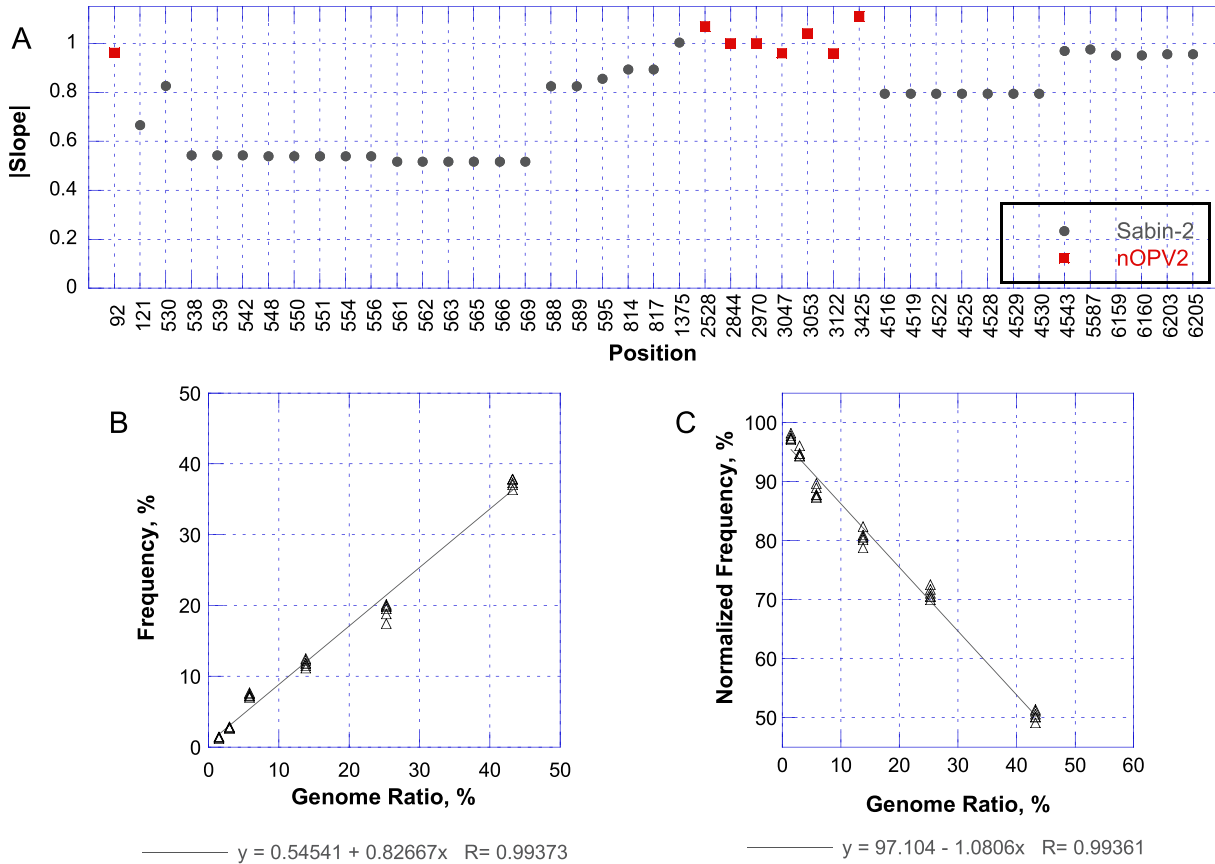 A
|Slope|
1
0.8
0.6
0.4
0.2
0
Sabin-2
nOPV2
92 121 530 538 539 542 548 550 551 554 556 561 562 563 565 566 569 588 589 595 814 817 1375 2528 2844 2970 3047 3053 3122 3425 4516 4519 4522 4525 4528 4529 4530 4543 5587 6159 6160 6203 6205
Position
B
Frequency, %
50
40
30
20
10
0
0 10 20 30 40 50
Genome Ratio, %
y = 0.54541 + 0.82667x R= 0.99373
C
Normalized Frequency, %
100
90
80
70
60
50
0 10 20 30 40 50 60
Genome Ratio, %
y = 97.104 - 1.0806x R= 0.99361